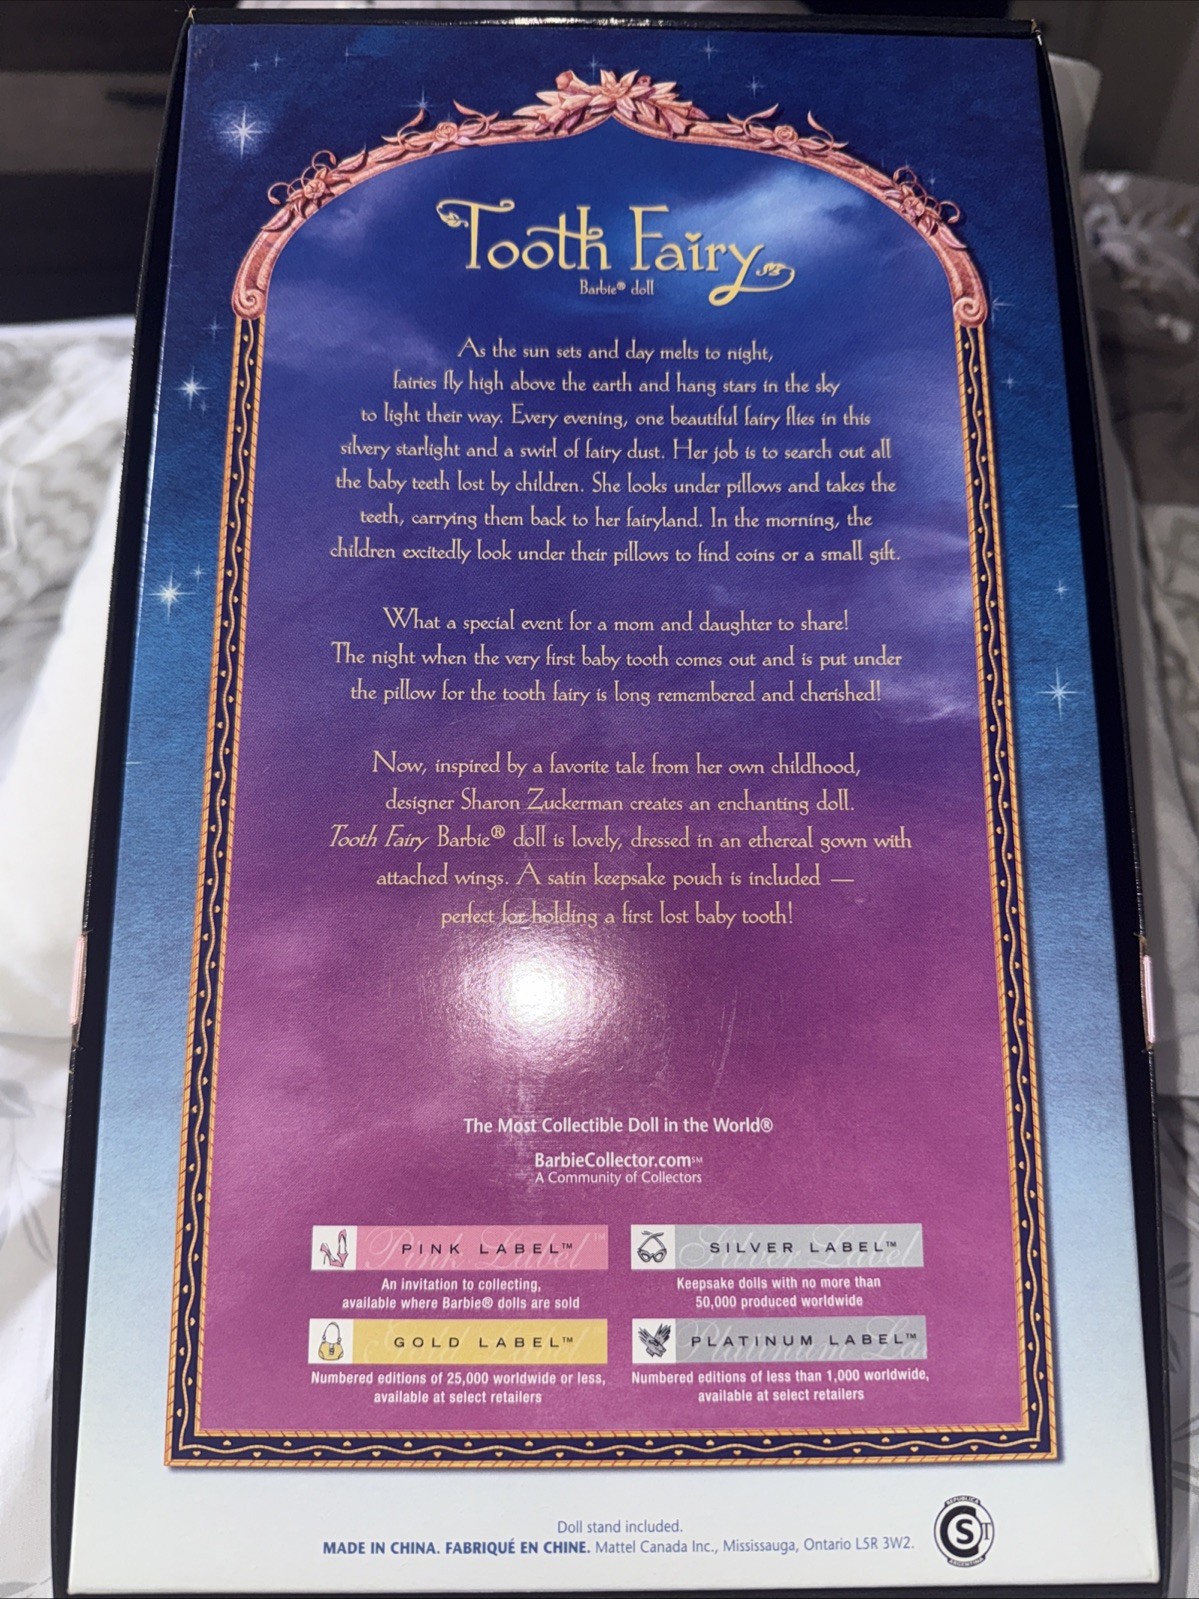 Tooth Fairy
Barbie® doll
As the sun sets and day melts to night,
fairies fly high above the earth and hang stars in the sky
to light their way. Every evening, one beautiful fairy flies in this
silvery starlight and a swirl of fairy dust. Her job is to search out all
the baby teeth lost by children. She looks under pillows and takes the
teeth, carrying them back to her fairyland. In the morning, the
children excitedly look under their pillows to find coins or a small gift.
What a special event for a mom and daughter to share!
The night when the very first baby tooth comes out and is put under
the pillow for the tooth fairy is long remembered and cherished!
Now, inspired by a favorite tale from her own childhood,
designer Sharon Zuckerman creates an enchanting doll.
Tooth Fairy Barbie® doll is lovely, dressed in an ethereal gown with
attached wings. A satin keepsake pouch is included —
perfect for holding a first lost baby tooth!
The Most Collectible Doll in the World®
BarbieCollector.com℠
A Community of Collectors
PINK LABEL™
An invitation to collecting,
available where Barbie® dolls are sold
SILVER LABEL™
Keepsake dolls with no more than
50,000 produced worldwide
GOLD LABEL™
Numbered editions of 25,000 worldwide or less,
available at select retailers
PLATINUM LABEL™
Numbered editions of less than 1,000 worldwide,
available at select retailers
Doll stand included.
MADE IN CHINA. FABRIQUÉ EN CHINE. Mattel Canada Inc., Mississauga, Ontario L5R 3W2.
REPUBLICA
CST
ARGENTINA